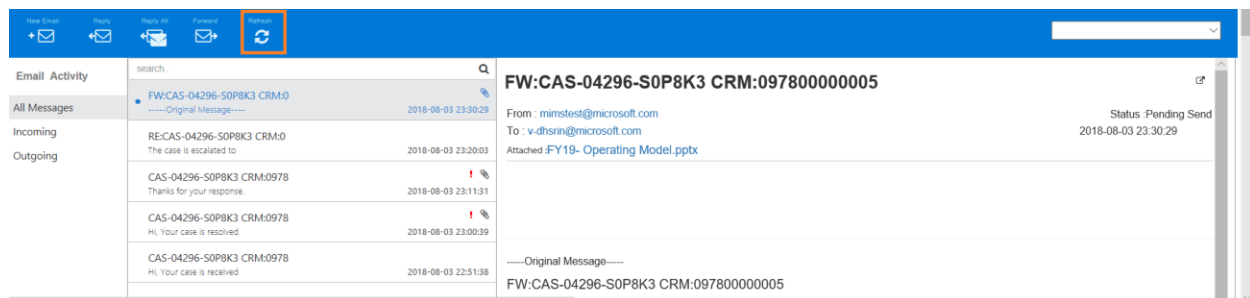 New Email Reply Reply All Forward Refresh
Email Activity
All Messages
Incoming
Outgoing
search..
FW:CAS-04296-S0P8K3 CRM:0
-----Original Message----- 2018-08-03 23:30:29
RE:CAS-04296-S0P8K3 CRM:0
The case is escalated to 2018-08-03 23:20:03
CAS-04296-S0P8K3 CRM:0978 !
Thanks for your response. 2018-08-03 23:11:31
CAS-04296-S0P8K3 CRM:0978 !
Hi, Your case is resolved 2018-08-03 23:00:39
CAS-04296-S0P8K3 CRM:0978
Hi, Your case is received 2018-08-03 22:51:38
FW:CAS-04296-S0P8K3 CRM:097800000005
From : mimstest@microsoft.com Status :Pending Send
To : v-dhsrin@microsoft.com 2018-08-03 23:30:29
Attached :FY19- Operating Model.pptx
-----Original Message-----
FW:CAS-04296-S0P8K3 CRM:097800000005